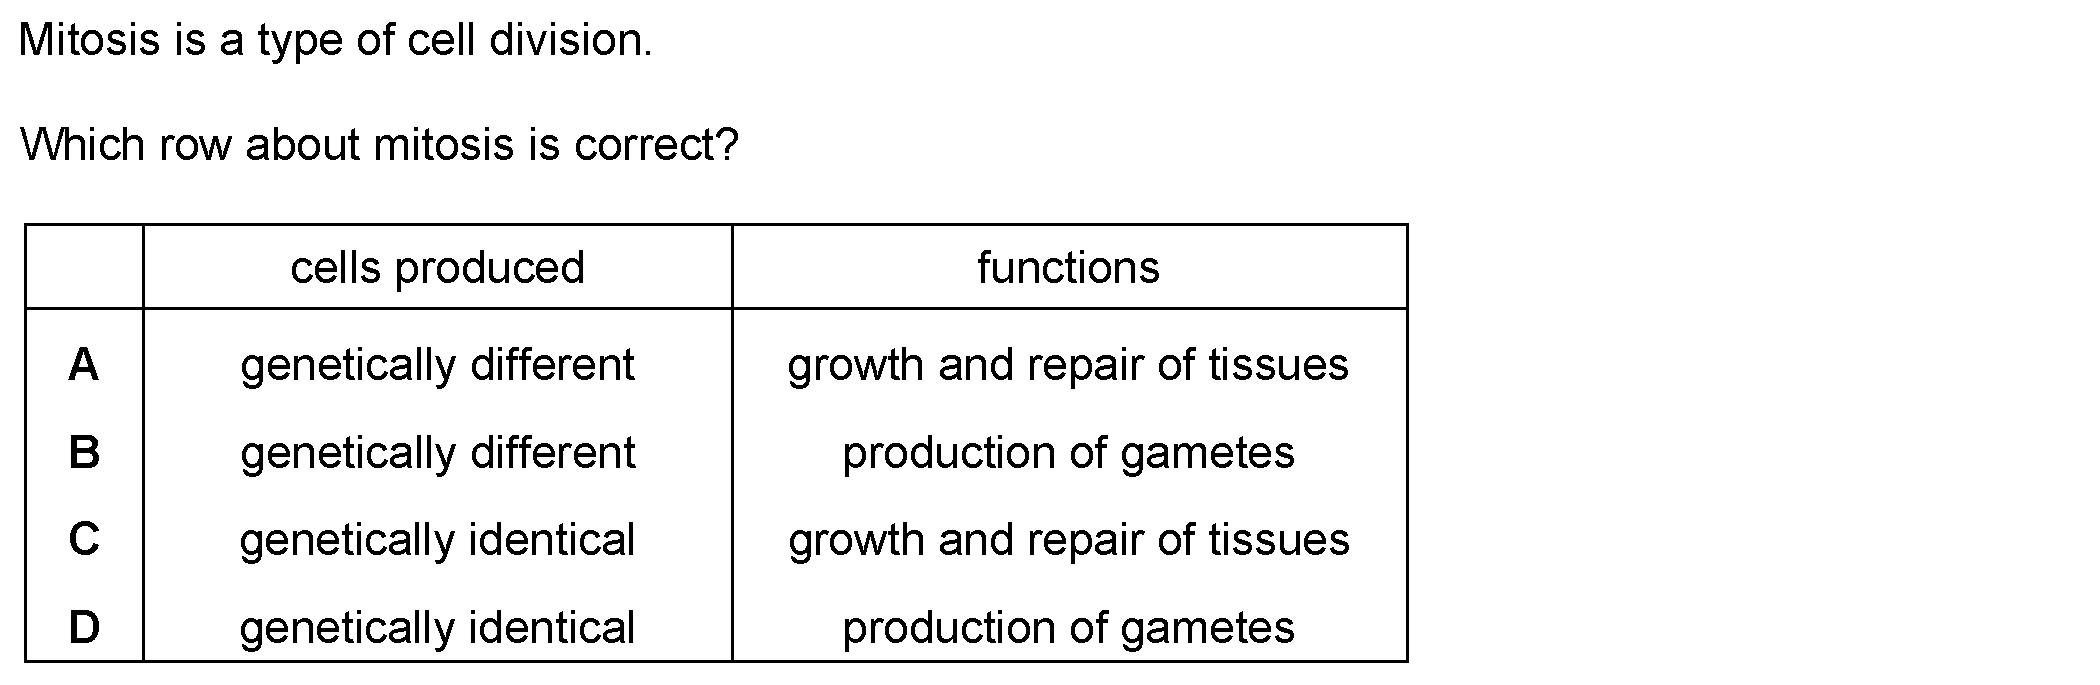 Mitosis is a type of cell division.
Which row about mitosis is correct?
cells produced functions
A genetically different growth and repair of tissues
B genetically different production of gametes
C genetically identical growth and repair of tissues
D genetically identical production of gametes